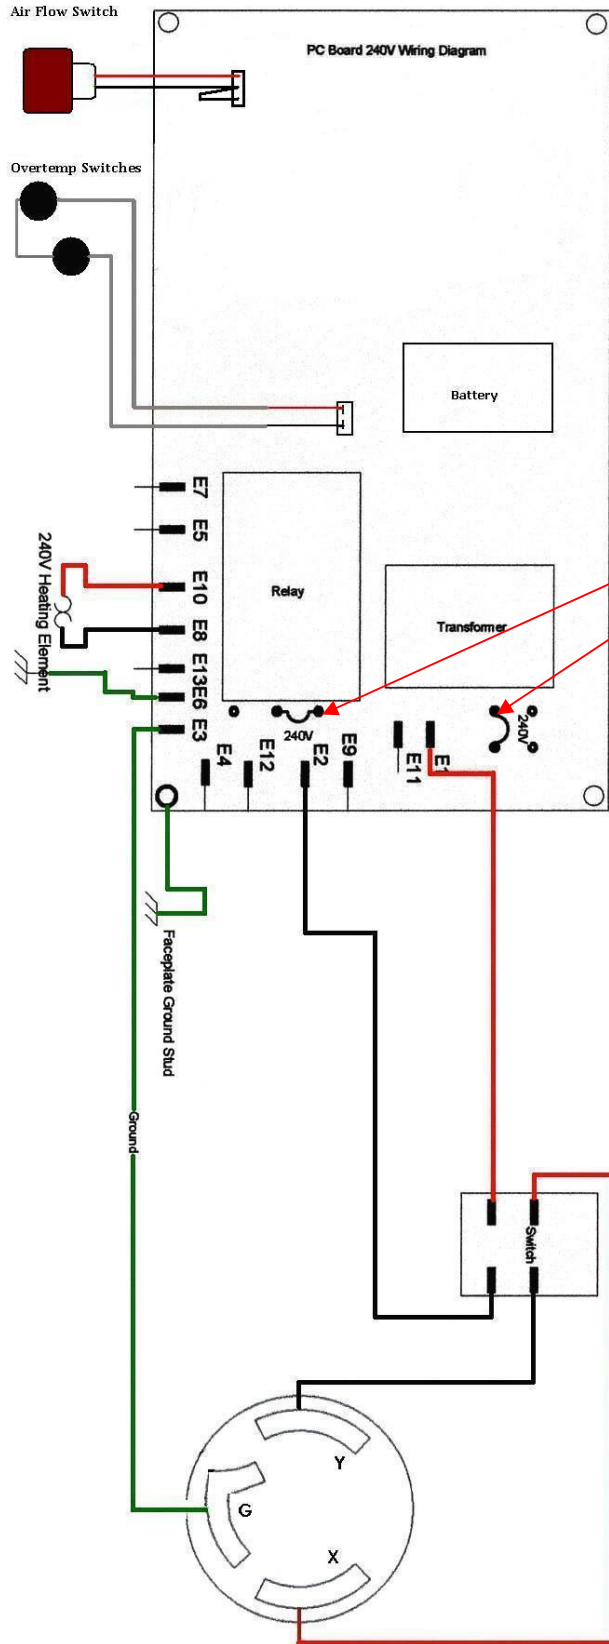 Air Flow Switch
PC Board 240V Wiring Diagram
Overtemp Switches
Battery
E7
E5
240V Heating Element
E10
Relay
E8
Transformer
E13
E6
E3
240V
240V
E4
E12
E2
E9
E11
E1
Faceplate Ground Stud
Ground
Switch
Y
G
X